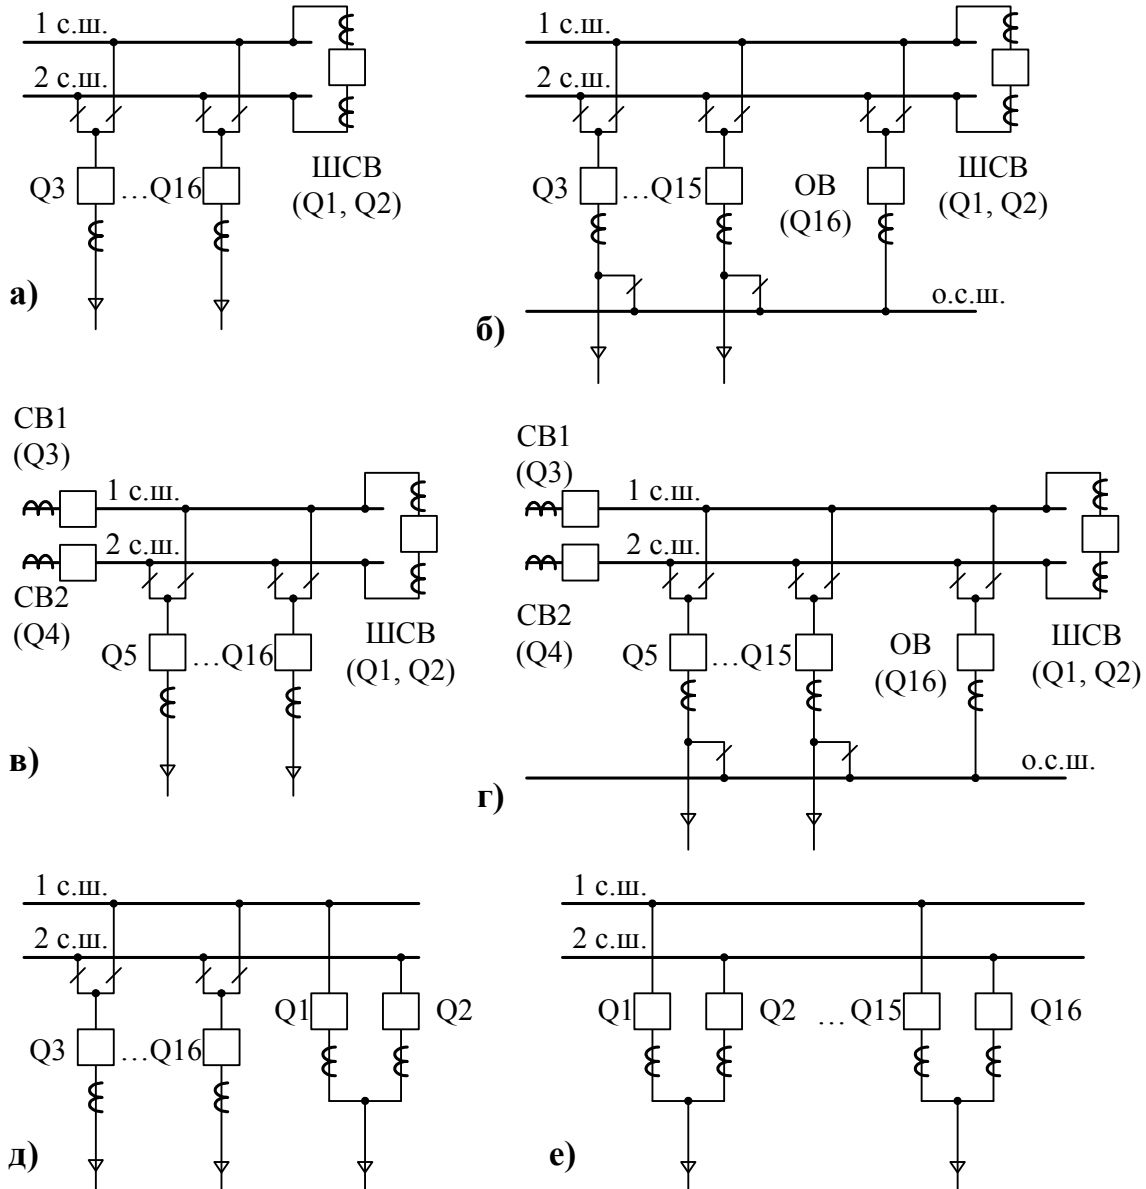 1 с.ш.
2 с.ш.
Q3 …Q16
ШСВ
(Q1, Q2)
а)
1 с.ш.
2 с.ш.
Q3 …Q15
ОВ
(Q16)
ШСВ
(Q1, Q2)
о.с.ш.
б)
СВ1
(Q3)
1 с.ш.
2 с.ш.
СВ2
(Q4)
Q5 …Q16
ШСВ
(Q1, Q2)
в)
СВ1
(Q3)
1 с.ш.
2 с.ш.
СВ2
(Q4)
Q5 …Q15
ОВ
(Q16)
ШСВ
(Q1, Q2)
о.с.ш.
г)
1 с.ш.
2 с.ш.
Q1 Q2
Q3 …Q16
д)
1 с.ш.
2 с.ш.
Q1 Q2 … Q15 Q16
е)